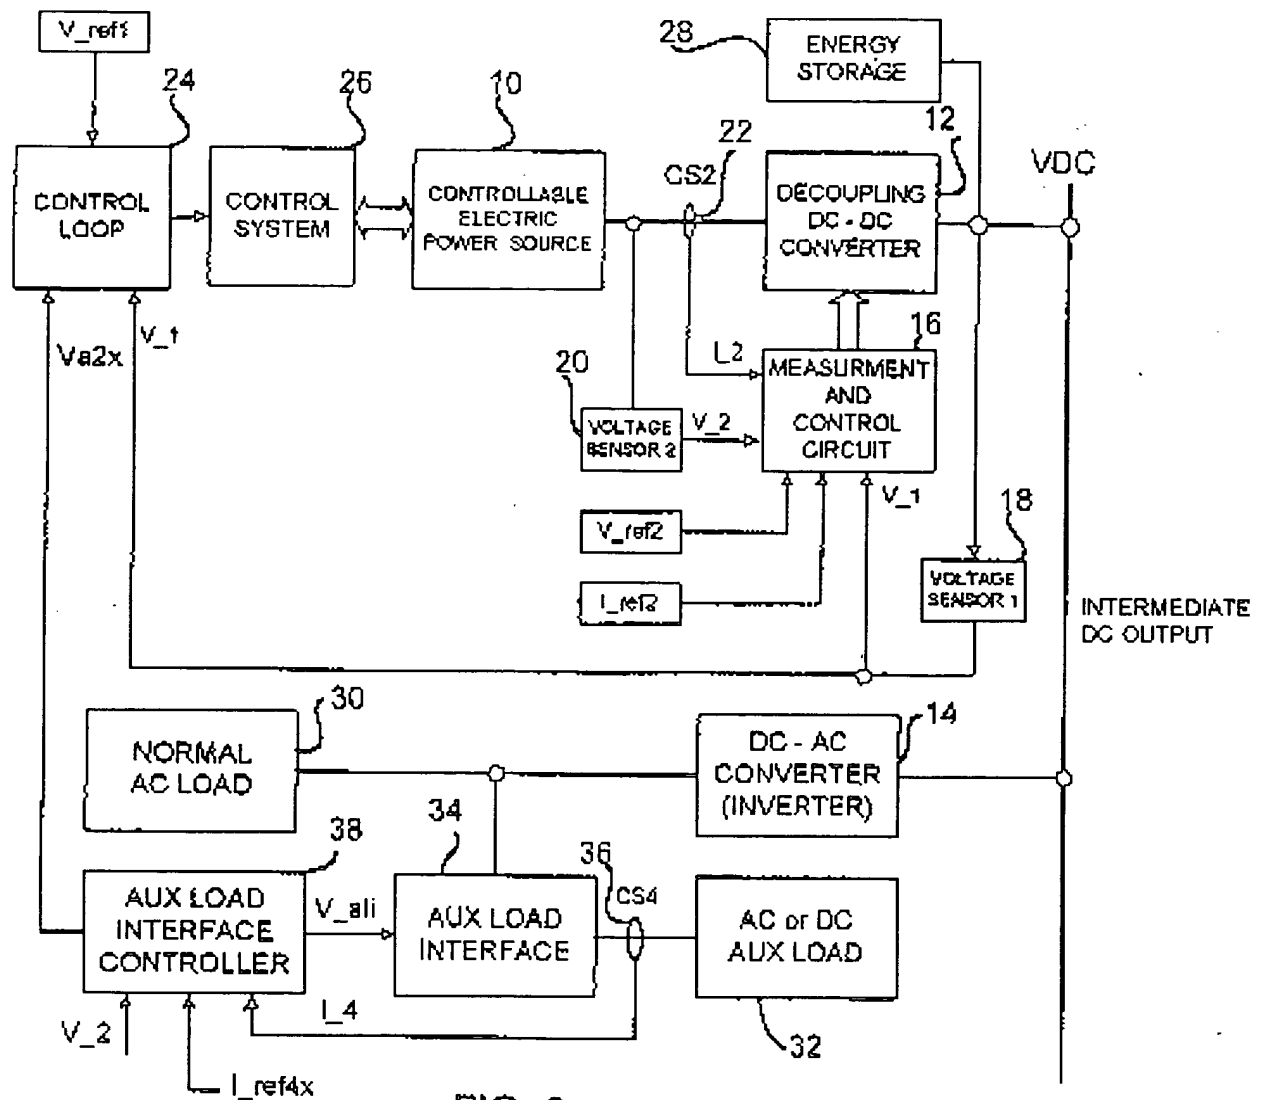 V_ref1
24
26
10
28
ENERGY
STORAGE
22
12
CS2
VDC
CONTROL
LOOP
CONTROL
SYSTEM
CONTROLLABLE
ELECTRIC
POWER SOURCE
DECOUPLING
DC - DC
CONVERTER
Va2x
V_1
I_2
16
20
MEASURMENT
AND
CONTROL
CIRCUIT
VOLTAGE
SENSOR 2
V_2
V_1
18
V_ref2
VOLTAGE
SENSOR 1
I_ref2
INTERMEDIATE
DC OUTPUT
30
14
NORMAL
AC LOAD
DC - AC
CONVERTER
(INVERTER)
38
34
36
CS4
AUX LOAD
INTERFACE
CONTROLLER
V_ali
AUX LOAD
INTERFACE
AC or DC
AUX LOAD
I_4
V_2
32
I_ref4x